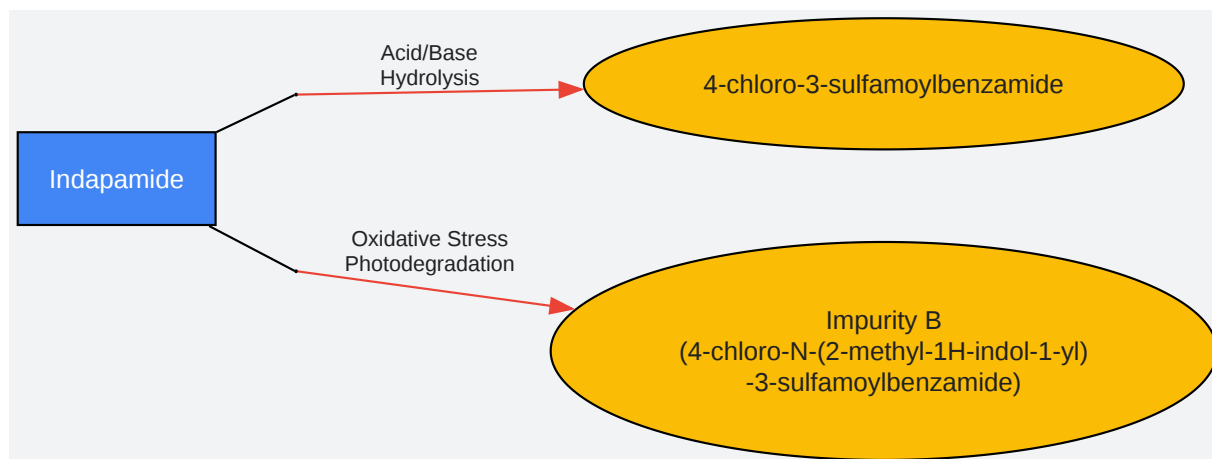 Acid/Base
Hydrolysis
4-chloro-3-sulfamoylbenzamide
Indapamide
Oxidative Stress
Photodegradation
Impurity B
(4-chloro-N-(2-methyl-1H-indol-1-yl)
-3-sulfamoylbenzamide)